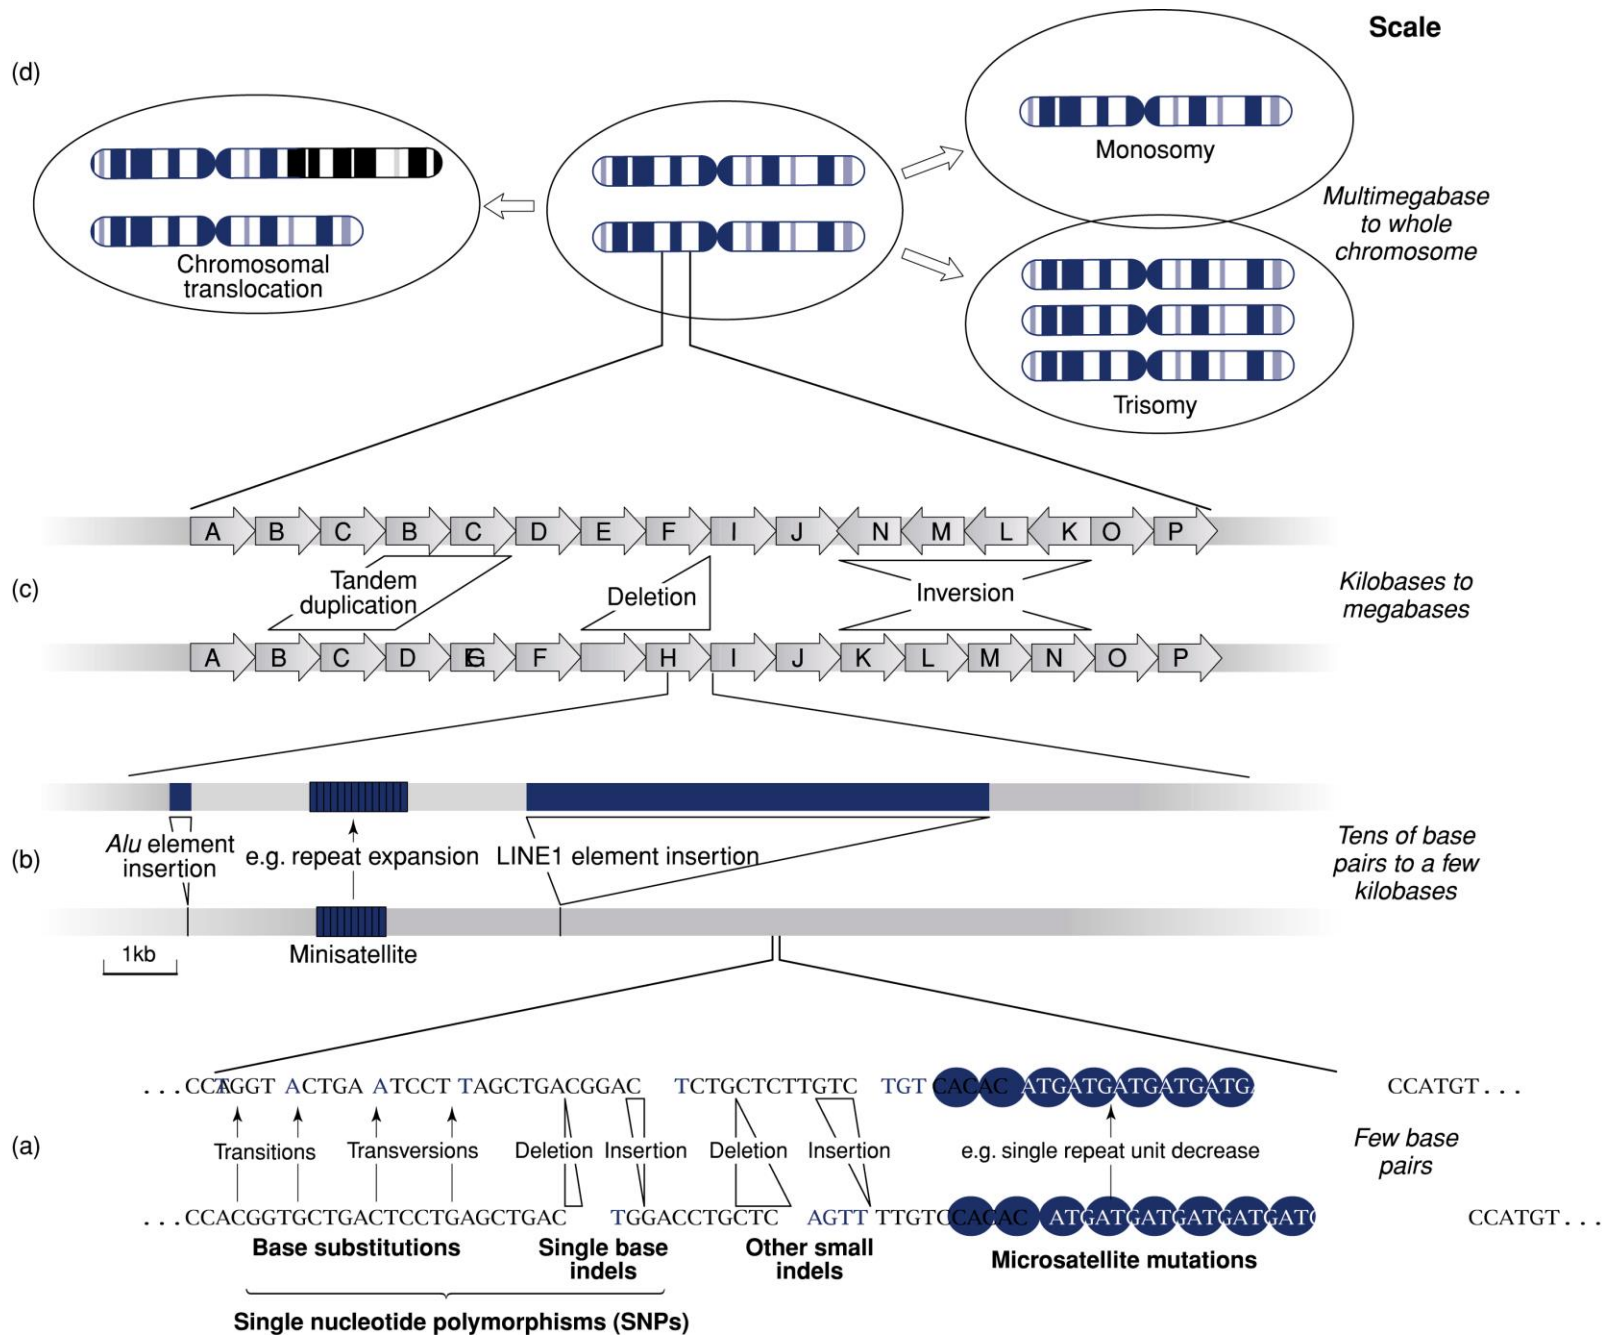 Scale
(d)
Monosomy
Multimegabase
to whole
chromosome
Chromosomal
translocation
Trisomy
A B C B C D E F I J N M L K O P
(c)
Tandem
duplication
Deletion
Inversion
Kilobases to
megabases
A B C D E G F H I J K L M N O P
(b)
Alu element
insertion
e.g. repeat expansion
LINE1 element insertion
Tens of base
pairs to a few
kilobases
1kb
Minisatellite
...CCTAGGT ACTGA ATCCT TAGCTGACGGAC TCTGCTCTTGTC TGT CACAC ATGATGATGATGATGA CCATGT...
(a)
Transitions
Transversions
Deletion
Insertion
Deletion
Insertion
e.g. single repeat unit decrease
Few base
pairs
...CCACGGTGCTGACTCCTGAGCTGAC TGGACCTGCTC AGTT TTGTCCACAC ATGATGATGATGATGATG CCATGT...
Base substitutions
Single base
indels
Other small
indels
Microsatellite mutations
Single nucleotide polymorphisms (SNPs)